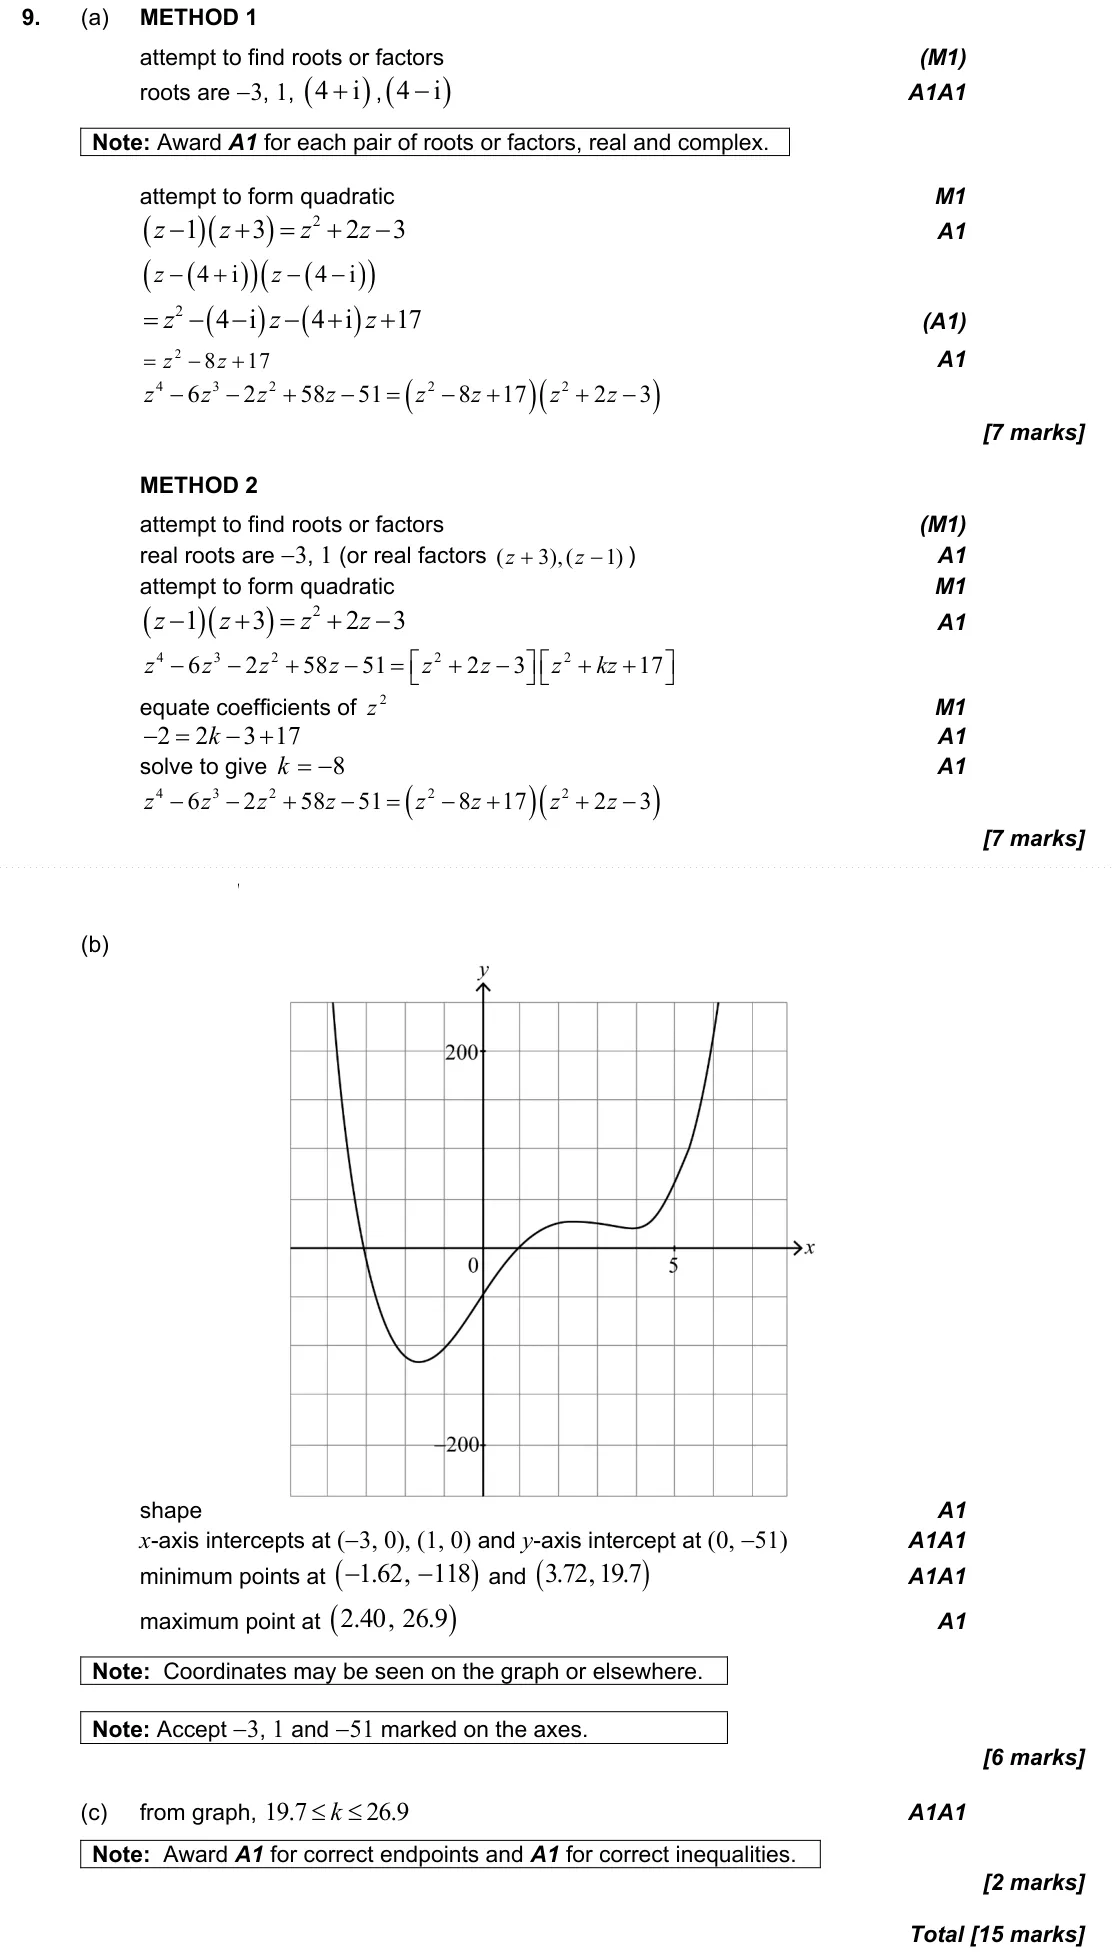 9. (a) METHOD 1
attempt to find roots or factors (M1)
roots are −3, 1, (4 + i), (4 − i) A1A1
Note: Award A1 for each pair of roots or factors, real and complex.
attempt to form quadratic M1
(z − 1)(z + 3) = z² + 2z − 3 A1
(z − (4 + i))(z − (4 − i))
= z² − (4 − i)z − (4 + i)z + 17 (A1)
= z² − 8z + 17 A1
z⁴ − 6z³ − 2z² + 58z − 51 = (z² − 8z + 17)(z² + 2z − 3)
[7 marks]
METHOD 2
attempt to find roots or factors (M1)
real roots are −3, 1 (or real factors (z + 3), (z − 1)) A1
attempt to form quadratic M1
(z − 1)(z + 3) = z² + 2z − 3 A1
z⁴ − 6z³ − 2z² + 58z − 51 = [z² + 2z − 3][z² + kz + 17]
equate coefficients of z² M1
−2 = 2k − 3 + 17 A1
solve to give k = −8 A1
z⁴ − 6z³ − 2z² + 58z − 51 = (z² − 8z + 17)(z² + 2z − 3)
[7 marks]
(b)
y
200
x
0
5
−200
shape A1
x-axis intercepts at (−3, 0), (1, 0) and y-axis intercept at (0, −51) A1A1
minimum points at (−1.62, −118) and (3.72, 19.7) A1A1
maximum point at (2.40, 26.9) A1
Note: Coordinates may be seen on the graph or elsewhere.
Note: Accept −3, 1 and −51 marked on the axes.
[6 marks]
(c) from graph, 19.7 ≤ k ≤ 26.9 A1A1
Note: Award A1 for correct endpoints and A1 for correct inequalities.
[2 marks]
Total [15 marks]